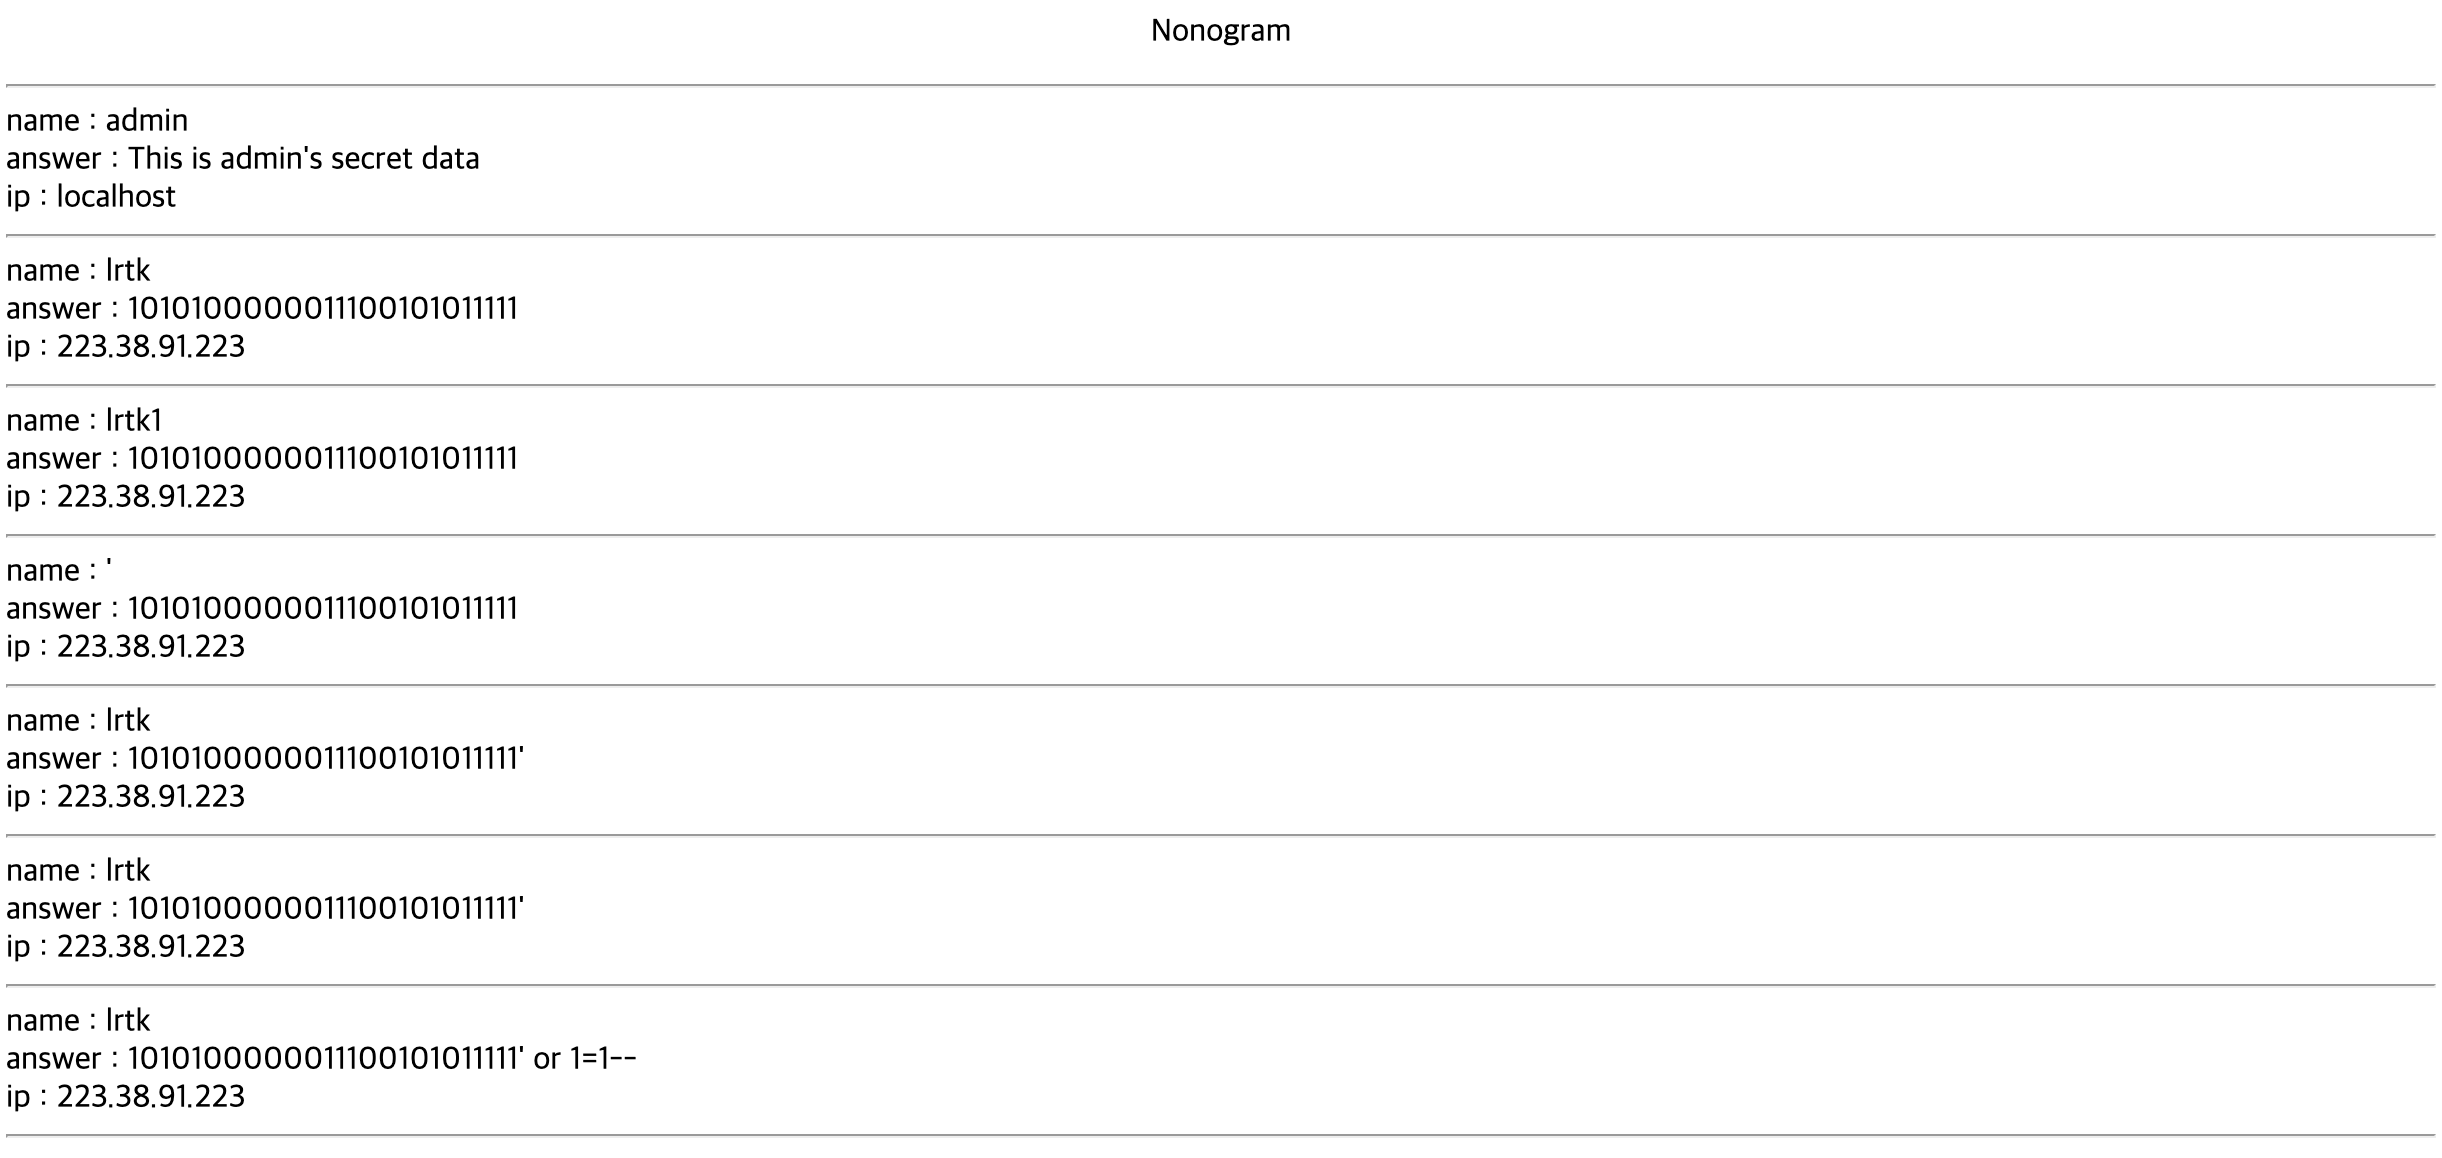 Nonogram
name : admin
answer : This is admin's secret data
ip : localhost
name : lrtk
answer : 1010100000011100101011111
ip : 223.38.91.223
name : lrtk1
answer : 1010100000011100101011111
ip : 223.38.91.223
name : '
answer : 1010100000011100101011111
ip : 223.38.91.223
name : lrtk
answer : 1010100000011100101011111'
ip : 223.38.91.223
name : lrtk
answer : 1010100000011100101011111'
ip : 223.38.91.223
name : lrtk
answer : 1010100000011100101011111' or 1=1--
ip : 223.38.91.223